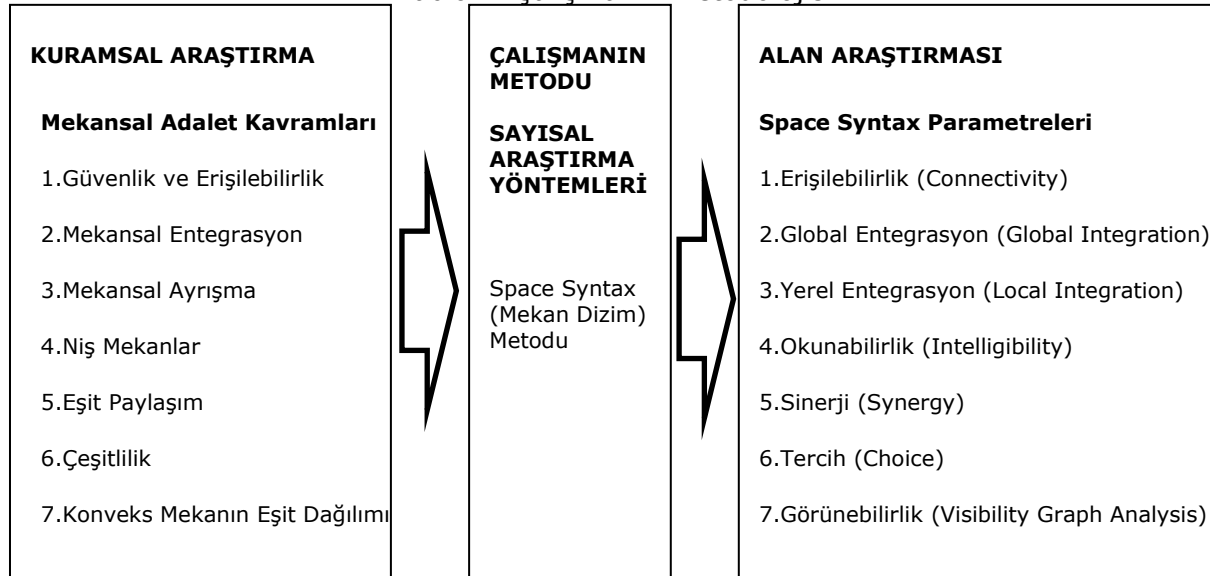 KURAMSAL ARAŞTIRMA
Mekansal Adalet Kavramları
1.Güvenlik ve Erişilebilirlik
2.Mekansal Entegrasyon
3.Mekansal Ayrışma
4.Niş Mekanlar
5.Eşit Paylaşım
6.Çeşitlilik
7.Konveks Mekanın Eşit Dağılımı
ÇALIŞMANIN
METODU
SAYISAL
ARAŞTIRMA
YÖNTEMLERİ
Space Syntax
(Mekan Dizim)
Metodu
ALAN ARAŞTIRMASI
Space Syntax Parametreleri
1.Erişilebilirlik (Connectivity)
2.Global Entegrasyon (Global Integration)
3.Yerel Entegrasyon (Local Integration)
4.Okunabilirlik (Intelligibility)
5.Sinerji (Synergy)
6.Tercih (Choice)
7.Görünebilirlik (Visibility Graph Analysis)